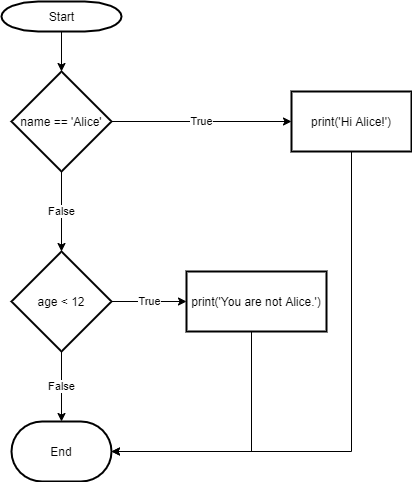 Start
name == 'Alice'
True
print('Hi Alice!')
False
age < 12
True
print('You are not Alice.')
False
End